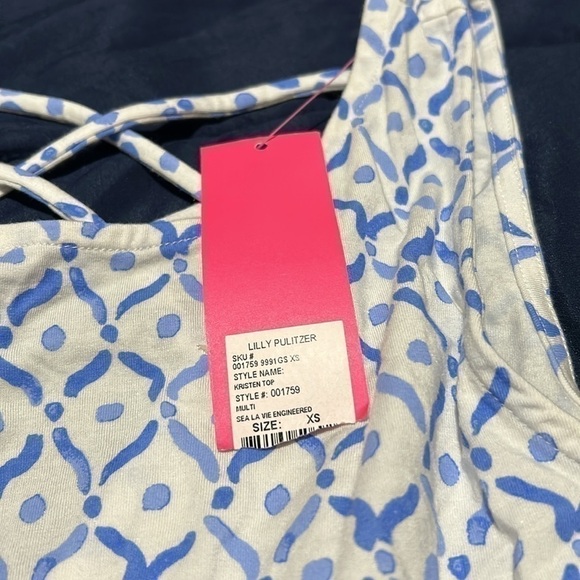 LILLY PULITZER
SKU #
001759 9991GS XS
STYLE NAME:
KRISTEN TOP
STYLE #: 001759
MULTI
SEA LA VIE ENGINEERED
SIZE: XS